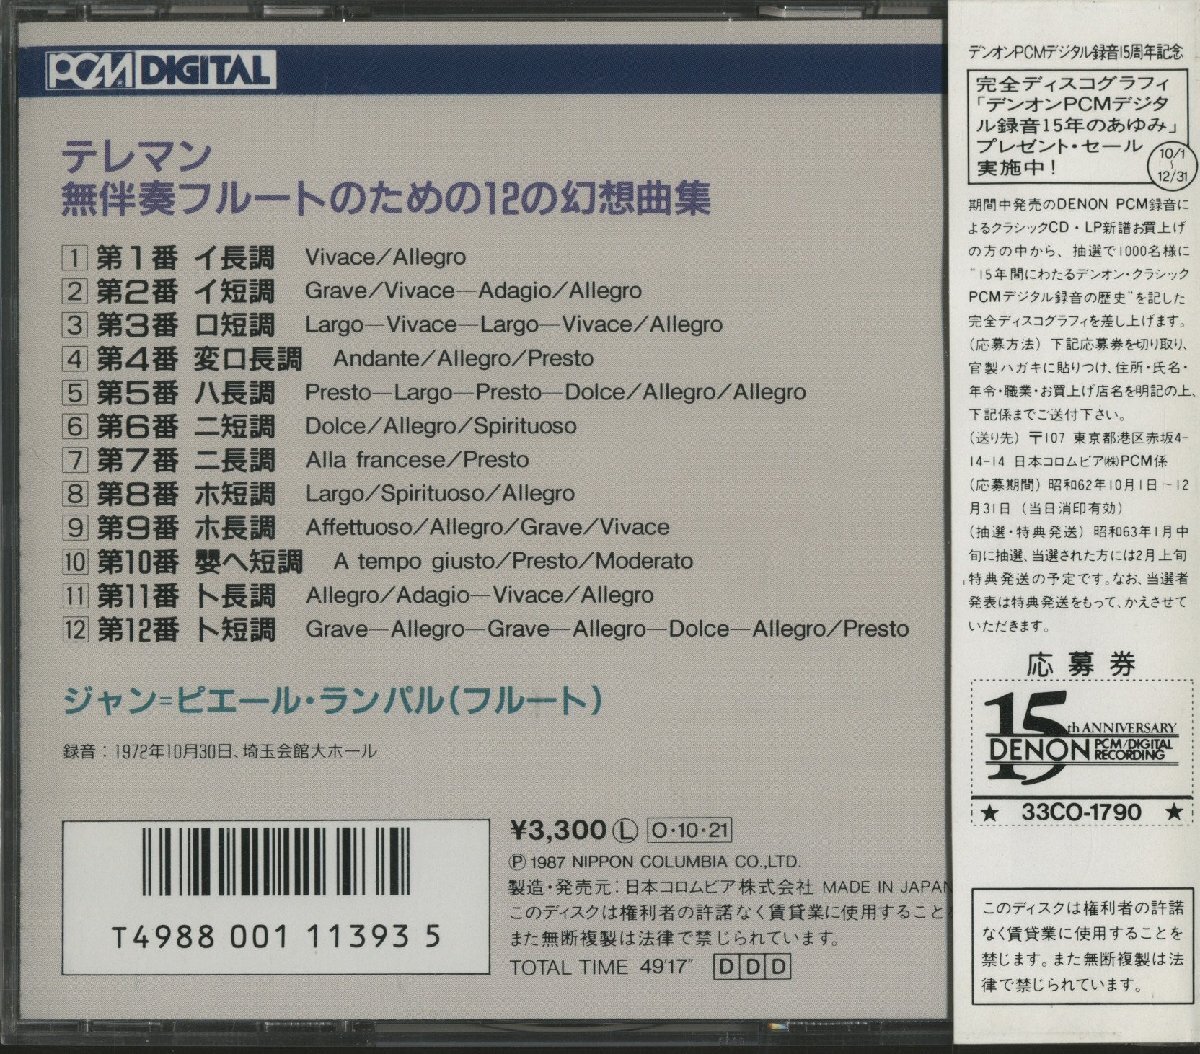 PCM DIGITAL
テレマン
無伴奏フルートのための12の幻想曲集
1 第1番 イ長調 Vivace/Allegro
2 第2番 イ短調 Grave/Vivace—Adagio/Allegro
3 第3番 ロ短調 Largo—Vivace—Largo—Vivace/Allegro
4 第4番 変ロ長調 Andante/Allegro/Presto
5 第5番 ハ長調 Presto—Largo—Presto—Dolce/Allegro/Allegro
6 第6番 ニ短調 Dolce/Allegro/Spirituoso
7 第7番 ニ長調 Alla francese/Presto
8 第8番 ホ短調 Largo/Spirituoso/Allegro
9 第9番 ホ長調 Affettuoso/Allegro/Grave/Vivace
10 第10番 嬰ヘ短調 A tempo giusto/Presto/Moderato
11 第11番 ト長調 Allegro/Adagio—Vivace/Allegro
12 第12番 ト短調 Grave—Allegro—Grave—Allegro—Dolce—Allegro/Presto
ジャン=ピエール・ランパル(フルート)
録音:1972年10月30日、埼玉会館大ホール
T4988 001 11393 5
¥3,300 Ⓛ O・10・21
Ⓟ 1987 NIPPON COLUMBIA CO.,LTD.
製造・発売元:日本コロムビア株式会社 MADE IN JAPAN
このディスクは権利者の許諾なく賃貸業に使用すること
また無断複製は法律で禁じられています。
TOTAL TIME 49'17" DDD
デンオンPCMデジタル録音15周年記念
完全ディスコグラフィ
「デンオンPCMデジタ
ル録音15年のあゆみ」
プレゼント・セール
実施中!
10/1
〜
12/31
期間中発売のDENON PCM録音に
よるクラシックCD・LP新譜お買上げ
の方の中から、抽選で1000名様に
"15年間にわたるデンオン・クラシック
PCMデジタル録音の歴史"を記した
完全ディスコグラフィを差し上げます。
(応募方法)下記応募券を切り取り、
官製ハガキに貼りつけ、住所・氏名・
年令・職業・お買上げ店名を明記の上、
下記係までご送付下さい。
(送り先)〒107 東京都港区赤坂4-
14-14 日本コロムビア㈱PCM係
(応募期間)昭和62年10月1日〜12
月31日(当日消印有効)
(抽選・特典発送)昭和63年1月中
旬に抽選、当選された方には2月上旬
特典発送の予定です。なお、当選者
発表は特典発送をもって、かえさせて
いただきます。
応募券
15th ANNIVERSARY
DENON PCM/DIGITAL RECORDING
★ 33CO-1790 ★
このディスクは権利者の許諾
なく賃貸業に使用することを
禁じます。また無断複製は法
律で禁じられています。